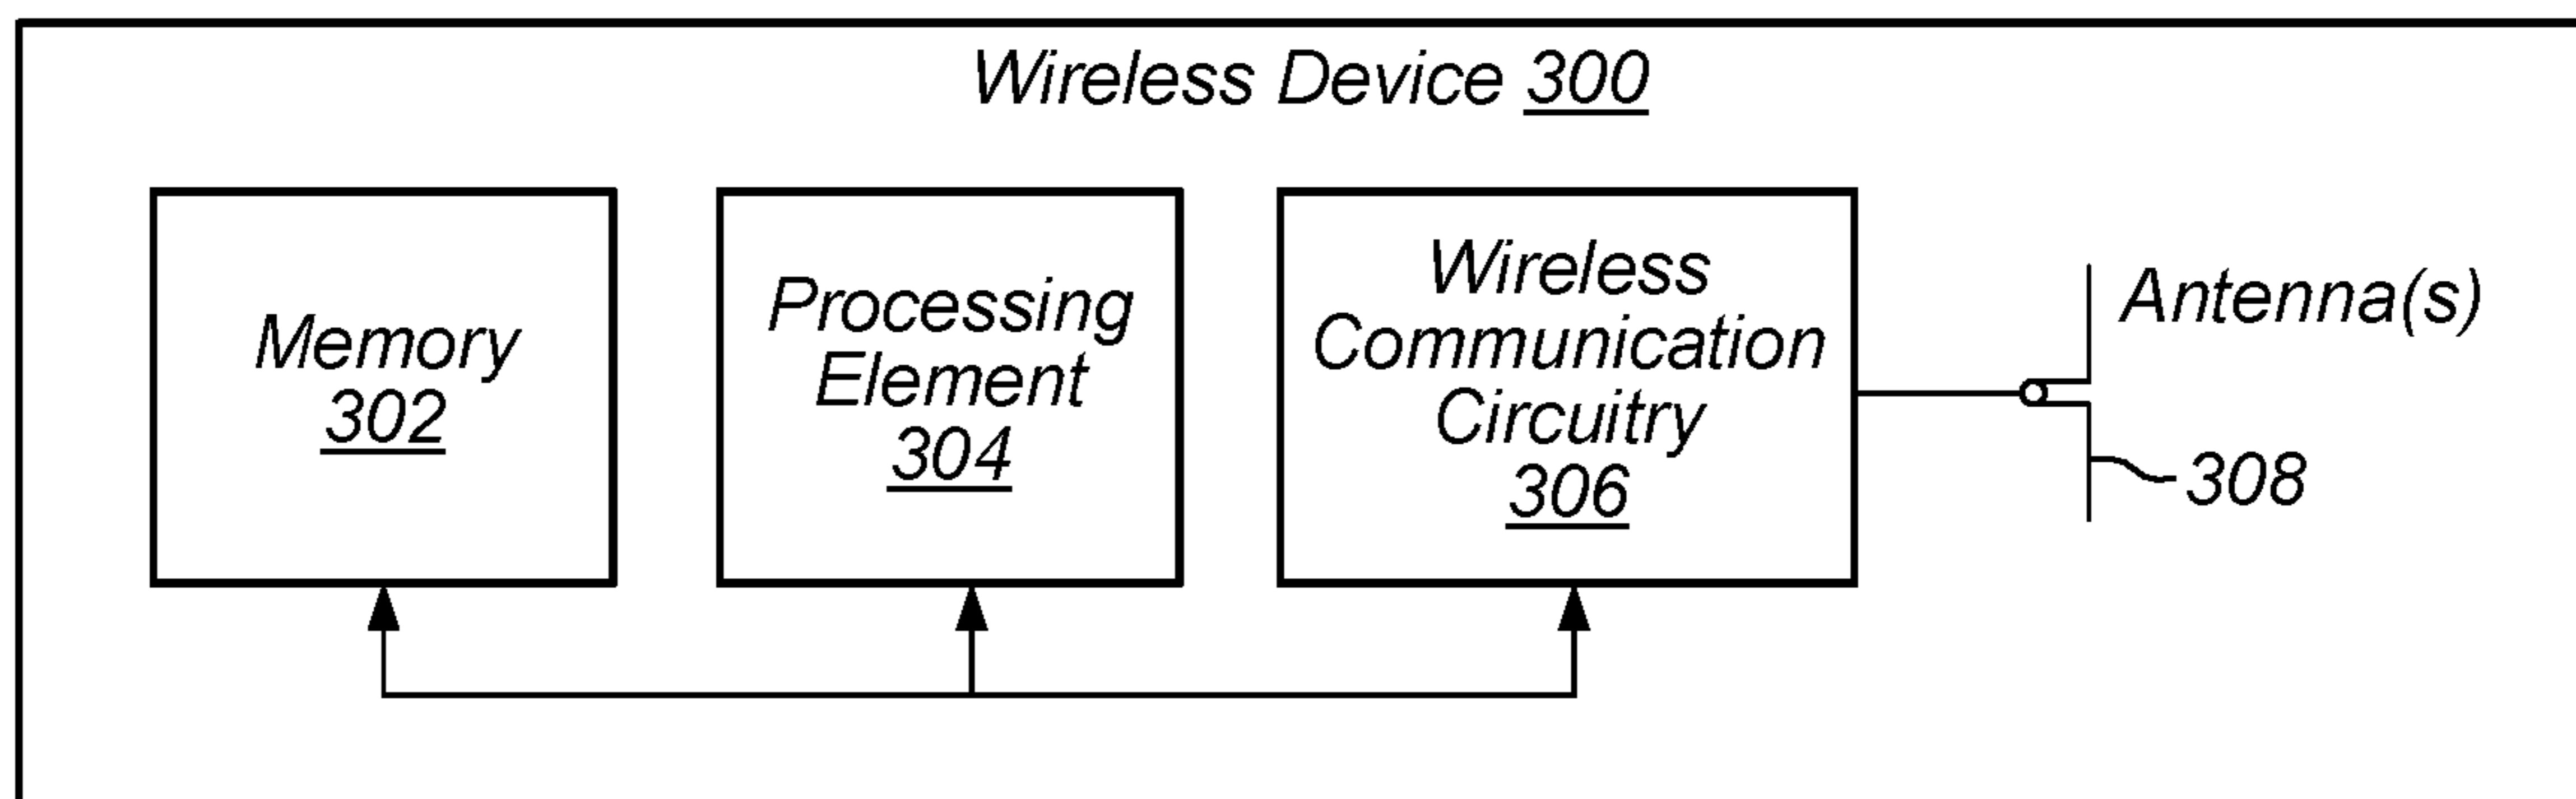 Wireless Device 300
Memory
302
Processing
Element
304
Wireless
Communication
Circuitry
306
Antenna(s)
308